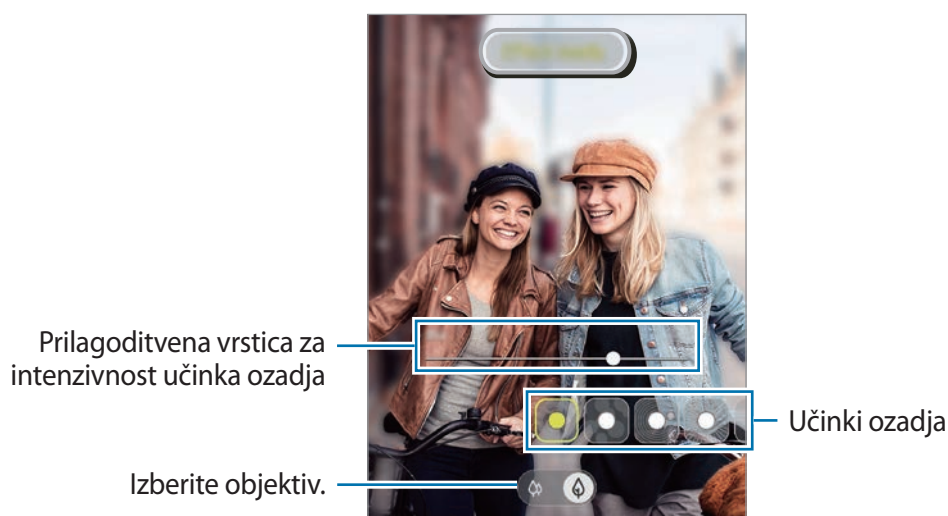 Prilagoditvena vrstica za
intenzivnost učinka ozadja
Učinki ozadja
Izberite objektiv.